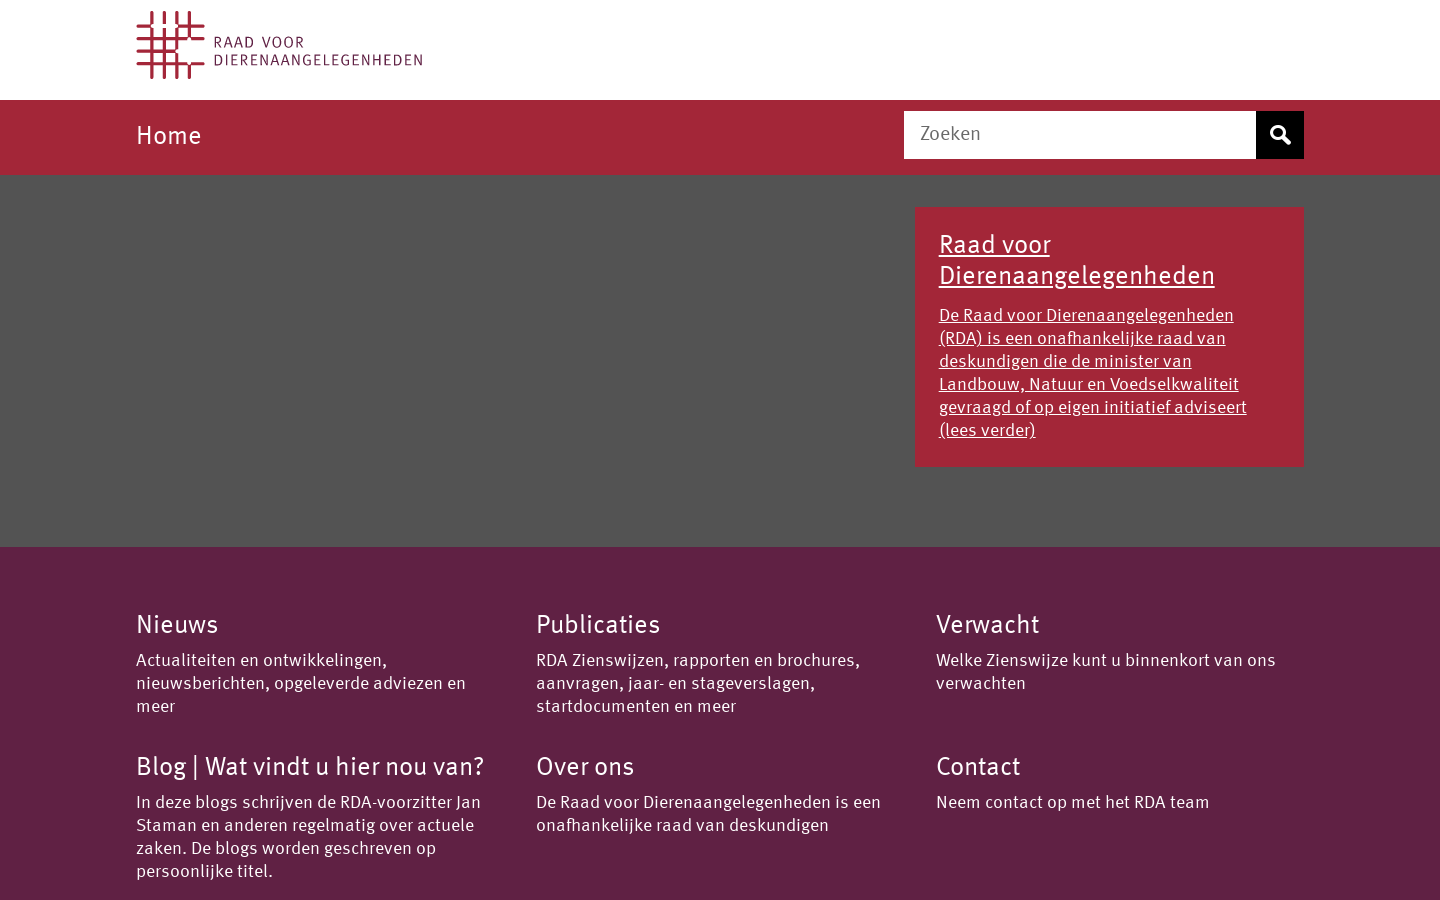 RAAD VOOR
DIERENAANGELEGENHEDEN
Home
Zoeken
Raad voor
Dierenaangelegenheden
De Raad voor Dierenaangelegenheden
(RDA) is een onafhankelijke raad van
deskundigen die de minister van
Landbouw, Natuur en Voedselkwaliteit
gevraagd of op eigen initiatief adviseert
(lees verder)
Nieuws
Actualiteiten en ontwikkelingen,
nieuwsberichten, opgeleverde adviezen en
meer
Publicaties
RDA Zienswijzen, rapporten en brochures,
aanvragen, jaar- en stageverslagen,
startdocumenten en meer
Verwacht
Welke Zienswijze kunt u binnenkort van ons
verwachten
Blog | Wat vindt u hier nou van?
In deze blogs schrijven de RDA-voorzitter Jan
Staman en anderen regelmatig over actuele
zaken. De blogs worden geschreven op
persoonlijke titel.
Over ons
De Raad voor Dierenaangelegenheden is een
onafhankelijke raad van deskundigen
Contact
Neem contact op met het RDA team